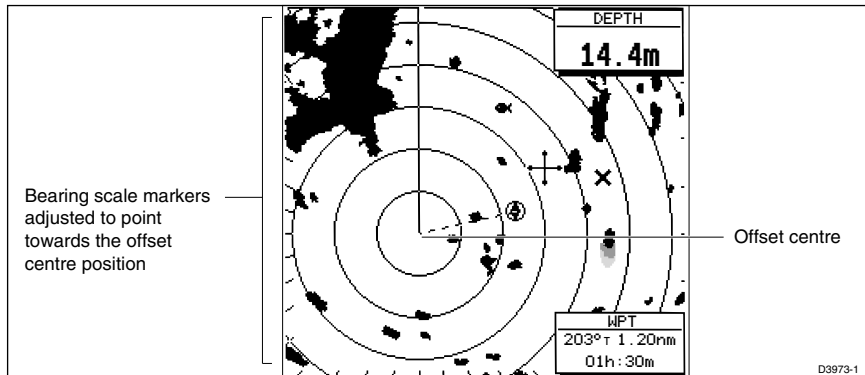 DEPTH
14.4m
Bearing scale markers
adjusted to point
towards the offset
centre position
Offset centre
WPT
203°T 1.20nm
01h:30m
D3973-1